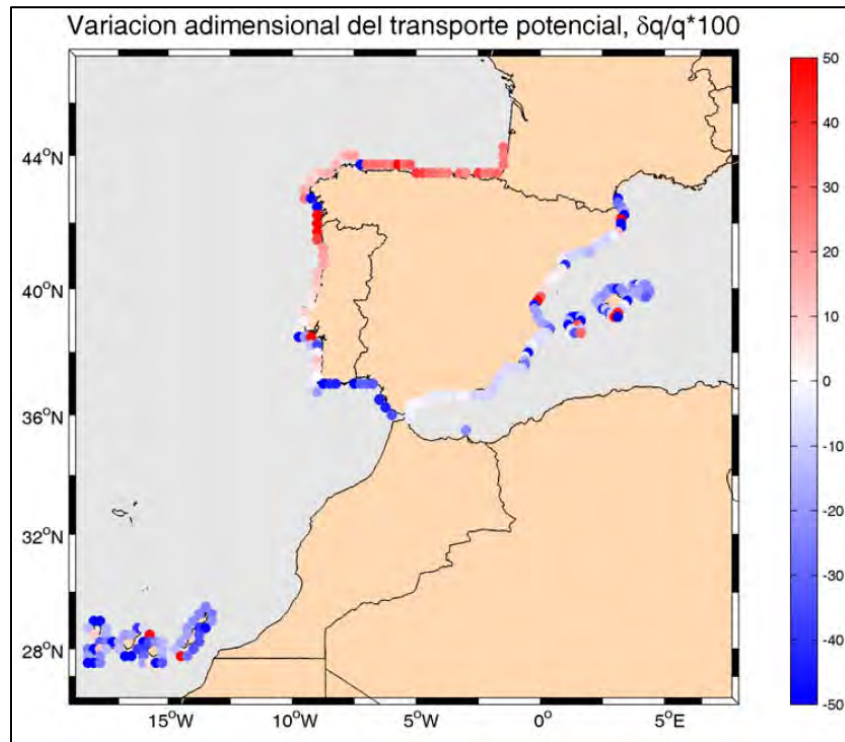 Variacion adimensional del transporte potencial, δq/q*100
50
40
30
20
10
0
-10
-20
-30
-40
-50
44°N
40°N
36°N
32°N
28°N
15°W 10°W 5°W 0° 5°E